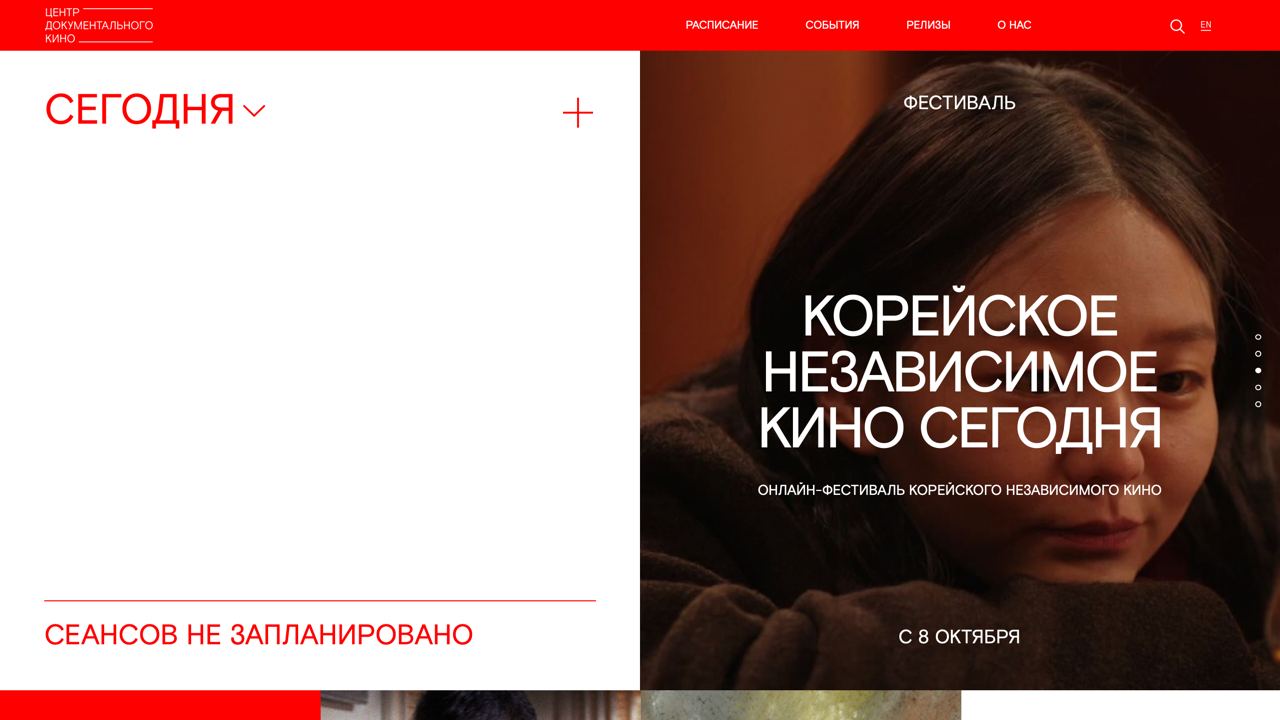 ЦЕНТР
ДОКУМЕНТАЛЬНОГО
КИНО
РАСПИСАНИЕ
СОБЫТИЯ
РЕЛИЗЫ
О НАС
EN
СЕГОДНЯ
СЕАНСОВ НЕ ЗАПЛАНИРОВАНО
ФЕСТИВАЛЬ
КОРЕЙСКОЕ
НЕЗАВИСИМОЕ
КИНО СЕГОДНЯ
ОНЛАЙН-ФЕСТИВАЛЬ КОРЕЙСКОГО НЕЗАВИСИМОГО КИНО
С 8 ОКТЯБРЯ